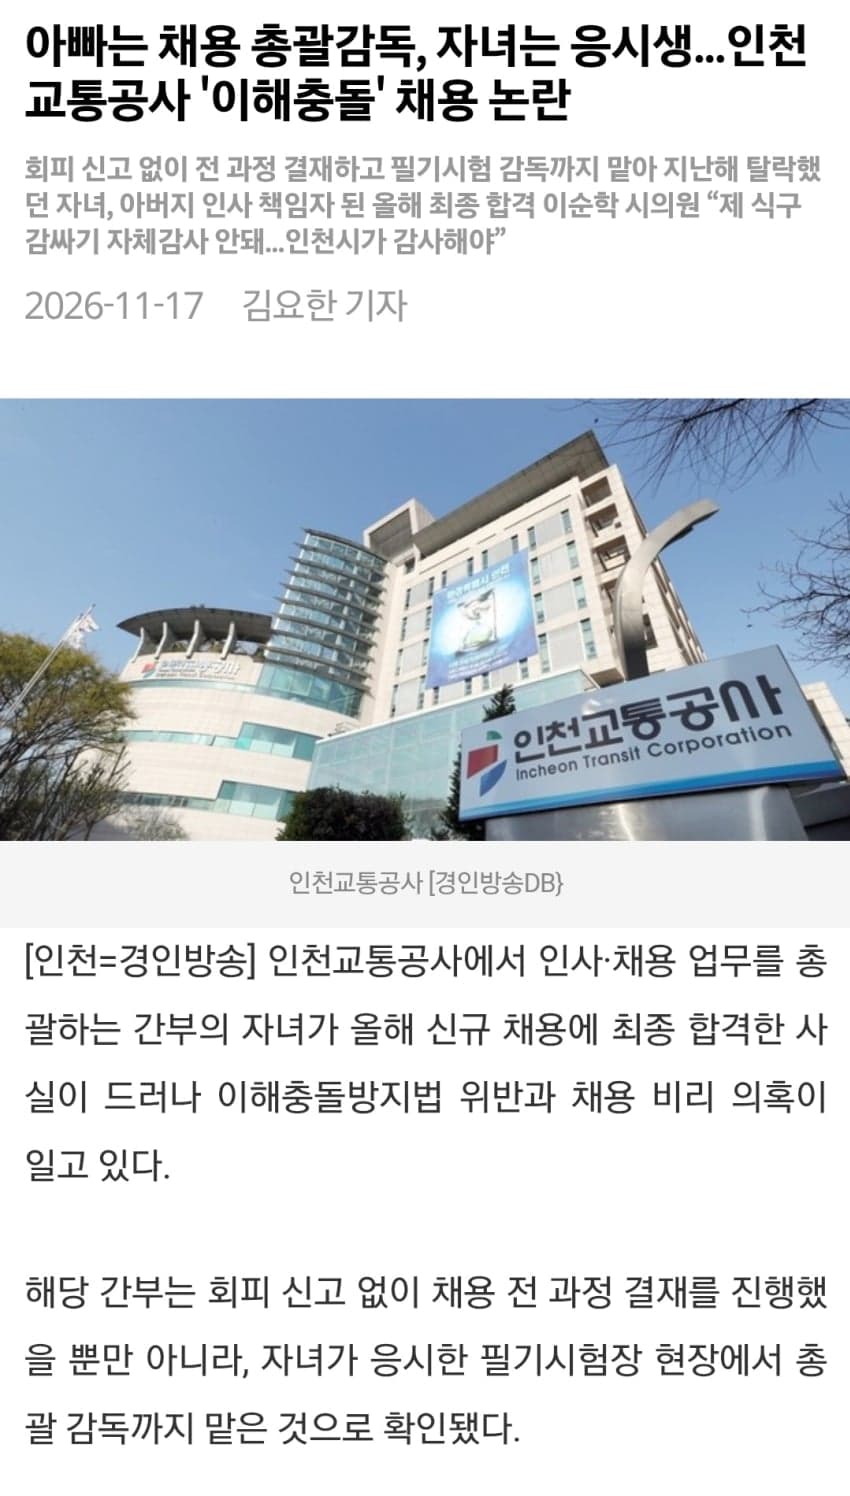 아빠는 채용 총괄감독, 자녀는 응시생...인천
교통공사 '이해충돌' 채용 논란
회피 신고 없이 전 과정 결재하고 필기시험 감독까지 맡아 지난해 탈락했
던 자녀, 아버지 인사 책임자 된 올해 최종 합격 이순학 시의원 “제 식구
감싸기 자체감사 안돼...인천시가 감사해야”
2026-11-17 김요한 기자
인천교통공사
Incheon Transit Corporation
인천교통공사 [경인방송DB}
[인천=경인방송] 인천교통공사에서 인사·채용 업무를 총
괄하는 간부의 자녀가 올해 신규 채용에 최종 합격한 사
실이 드러나 이해충돌방지법 위반과 채용 비리 의혹이
일고 있다.
해당 간부는 회피 신고 없이 채용 전 과정 결재를 진행했
을 뿐만 아니라, 자녀가 응시한 필기시험장 현장에서 총
괄 감독까지 맡은 것으로 확인됐다.